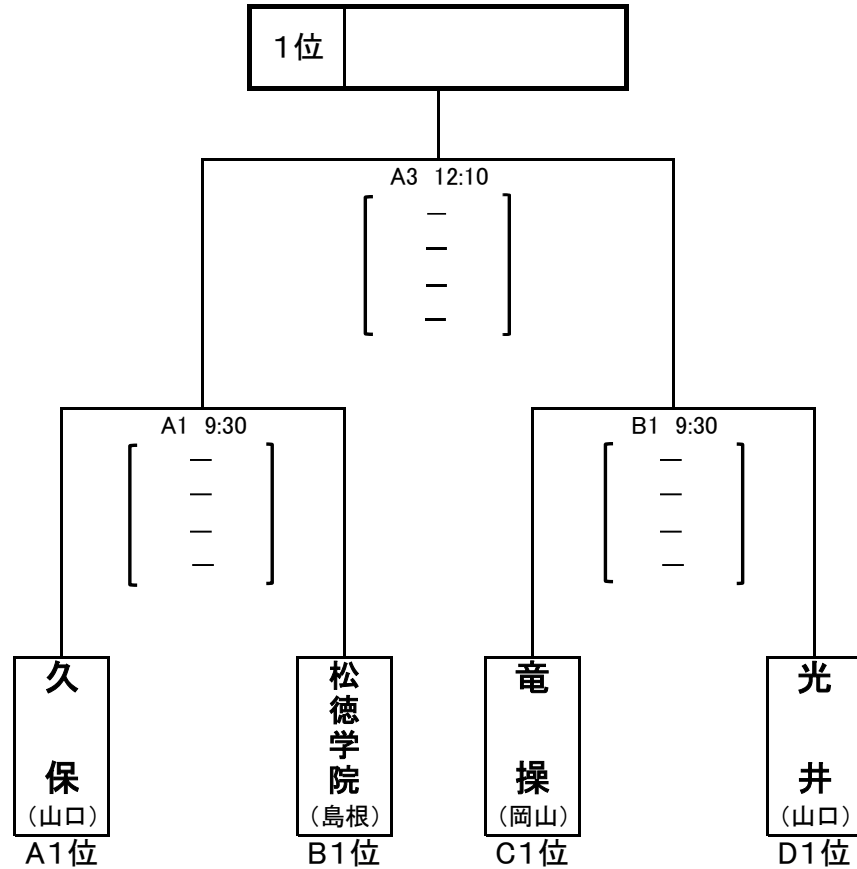 1位
A3 12:10
—
—
—
—
A1 9:30
—
—
—
—
B1 9:30
—
—
—
—
久保
(山口)
A1位
松徳学院
(島根)
B1位
竜操
(岡山)
C1位
光井
(山口)
D1位